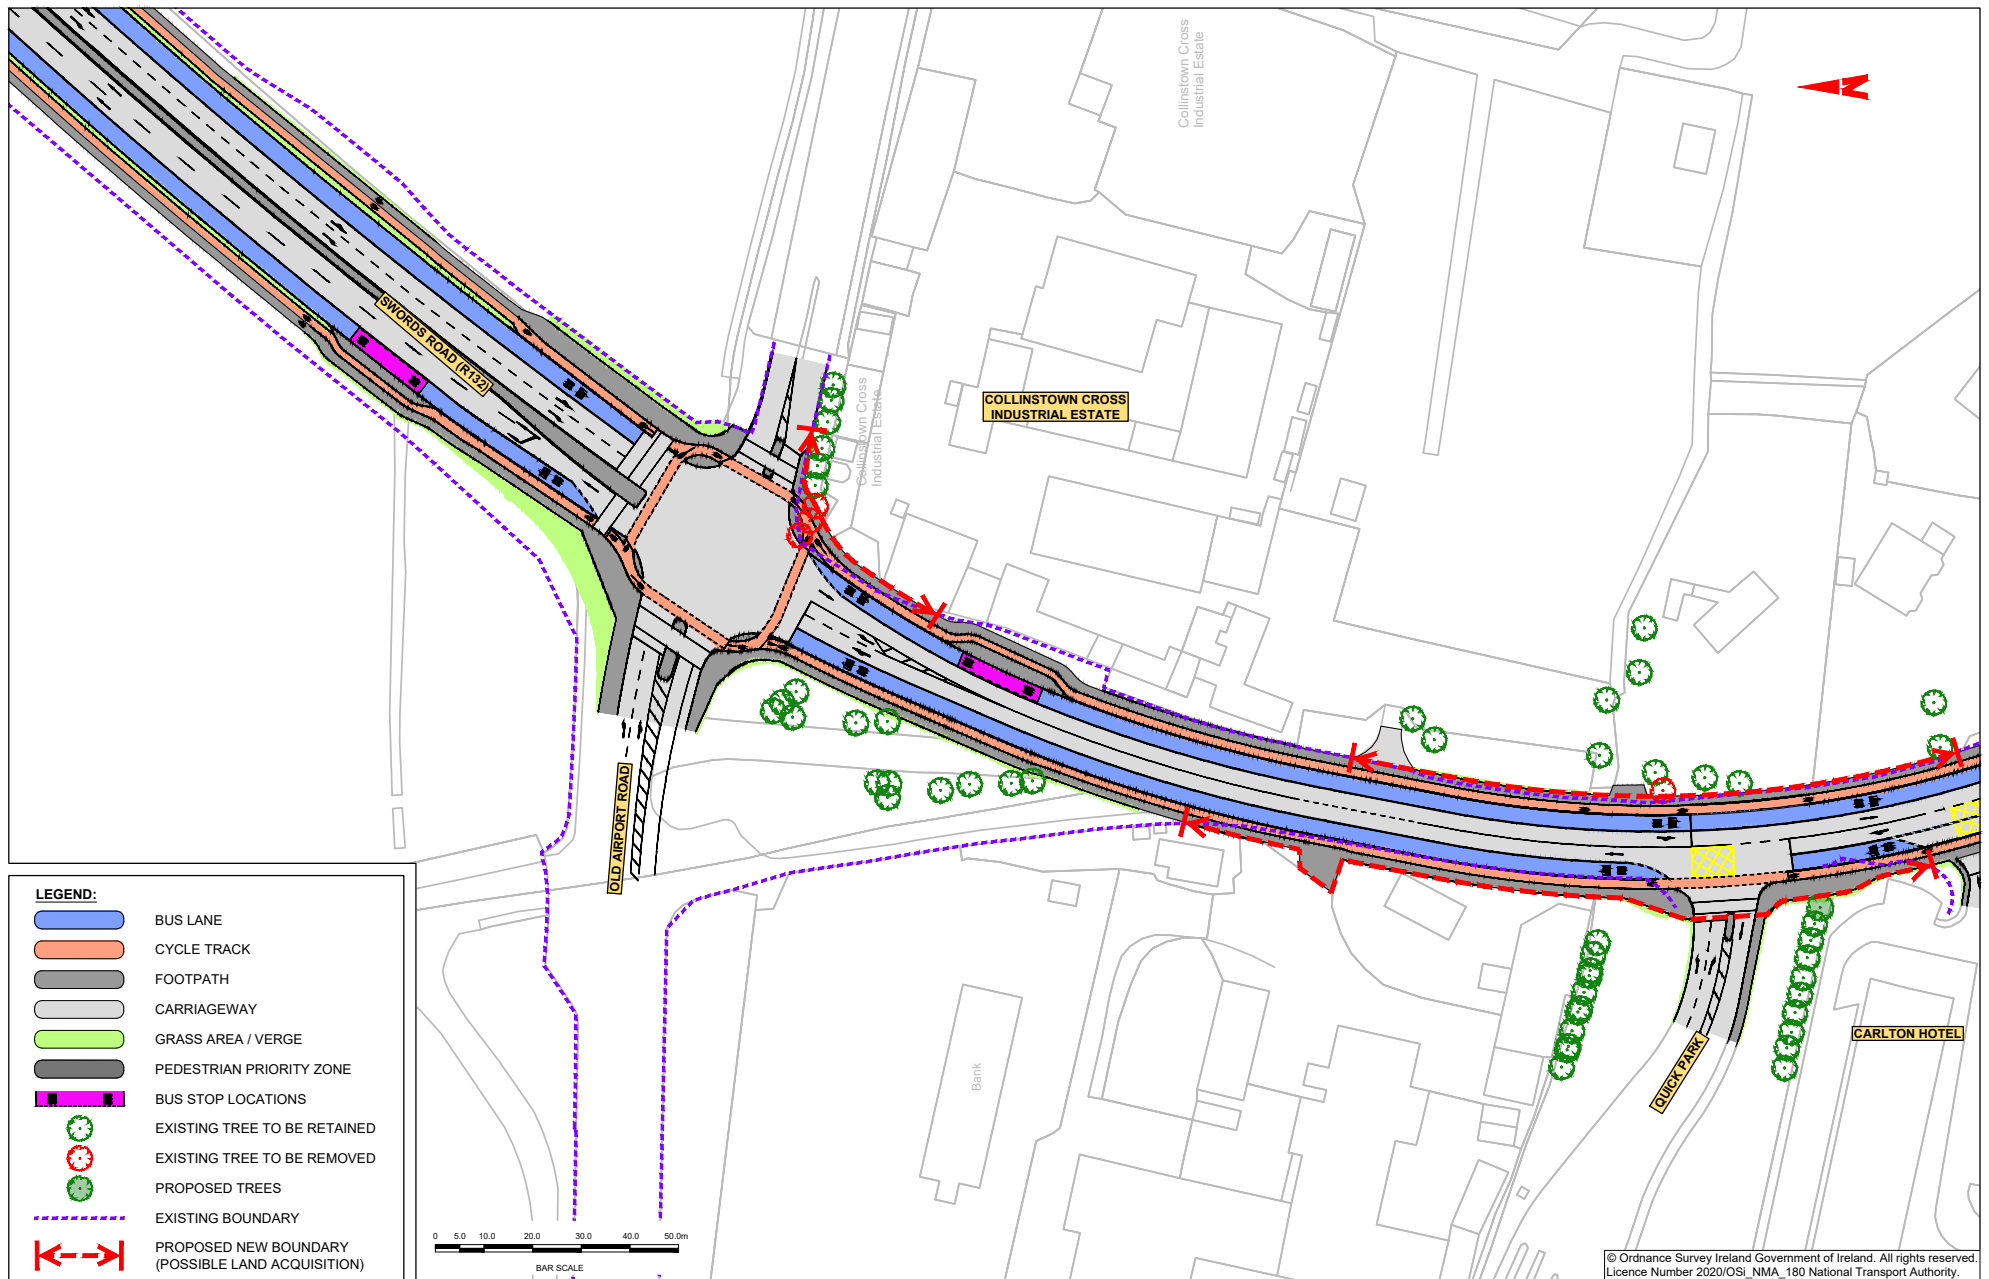 Collinstown Cross
Industrial Estate
N
SWORDS ROAD (R132)
Collinstown Cross
Industrial Estate
COLLINSTOWN CROSS
INDUSTRIAL ESTATE
OLD AIRPORT ROAD
Bank
QUICK PARK
CARLTON HOTEL
LEGEND:
BUS LANE
CYCLE TRACK
FOOTPATH
CARRIAGEWAY
GRASS AREA / VERGE
PEDESTRIAN PRIORITY ZONE
BUS STOP LOCATIONS
EXISTING TREE TO BE RETAINED
EXISTING TREE TO BE REMOVED
PROPOSED TREES
EXISTING BOUNDARY
PROPOSED NEW BOUNDARY
(POSSIBLE LAND ACQUISITION)
0 5.0 10.0 20.0 30.0 40.0 50.0m
BAR SCALE
© Ordnance Survey Ireland Government of Ireland. All rights reserved.
Licence Number 2020/OSi_NMA_180 National Transport Authority.